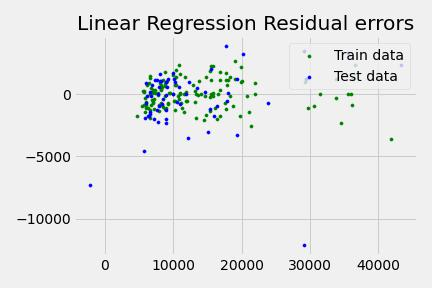 Linear Regression Residual errors
Train data
Test data
0
−5000
−10000
0 10000 20000 30000 40000